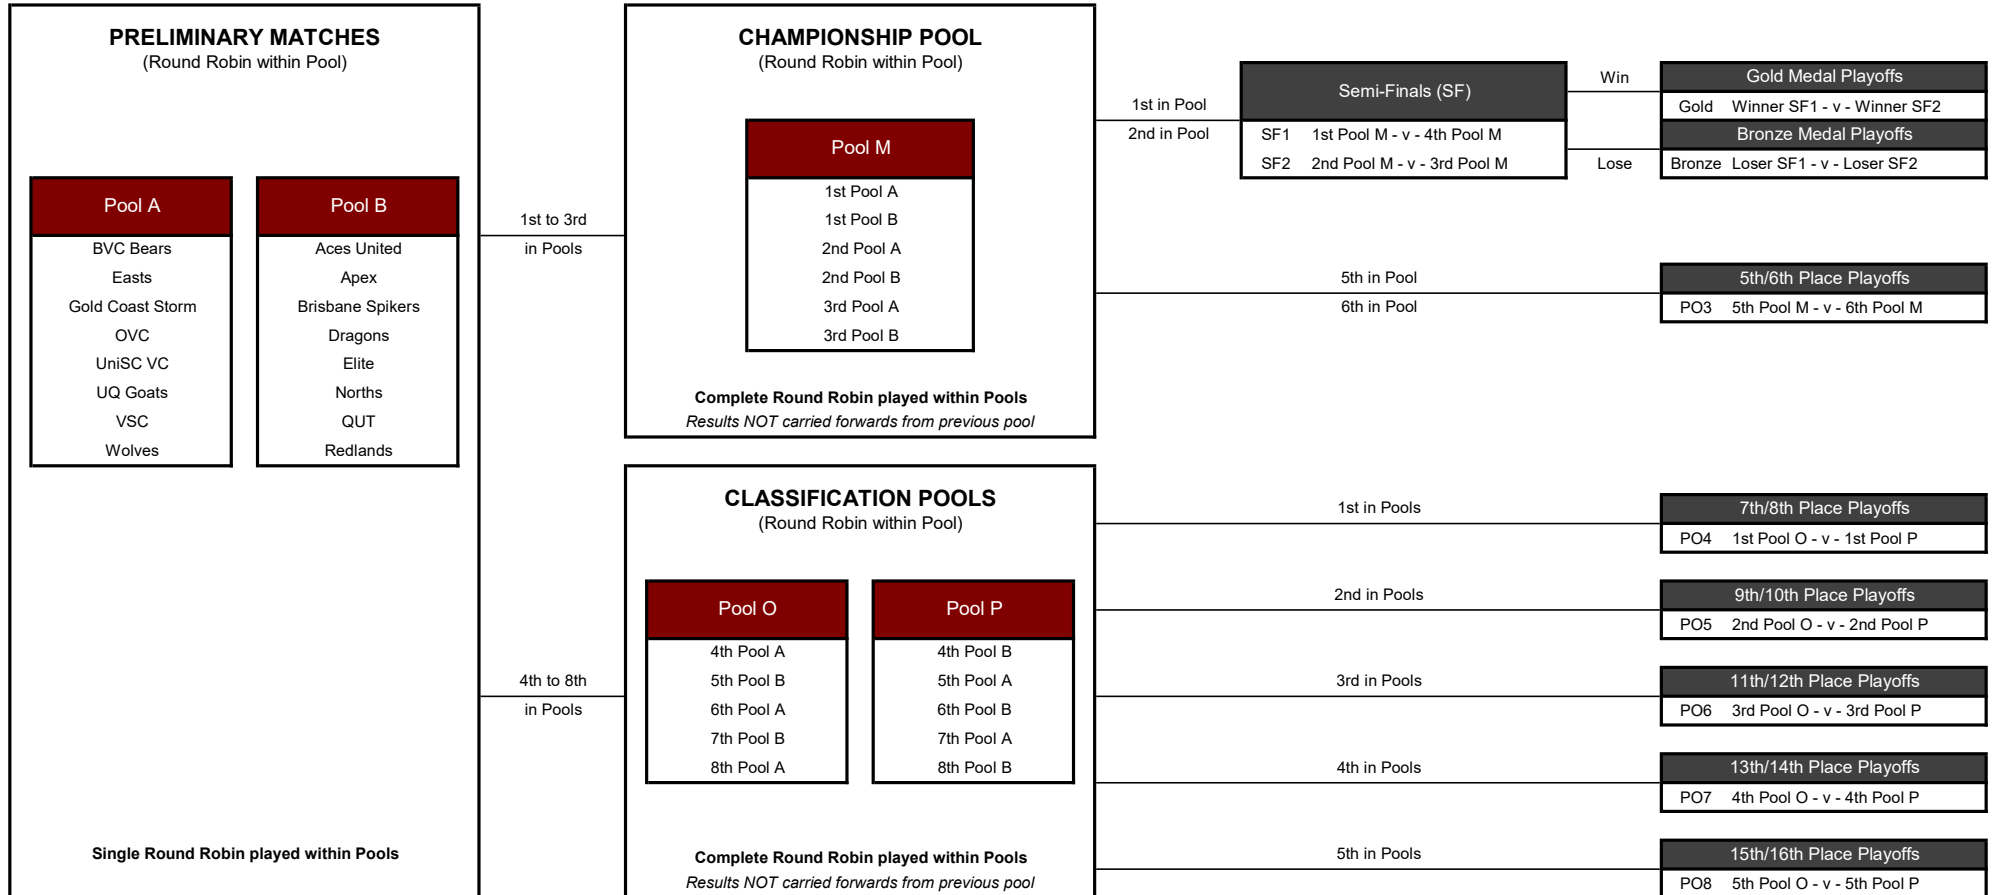 PRELIMINARY MATCHES
(Round Robin within Pool)
Pool A
BVC Bears
Easts
Gold Coast Storm
OVC
UniSC VC
UQ Goats
VSC
Wolves
Pool B
Aces United
Apex
Brisbane Spikers
Dragons
Elite
Norths
QUT
Redlands
Single Round Robin played within Pools
1st to 3rd
in Pools
4th to 8th
in Pools
CHAMPIONSHIP POOL
(Round Robin within Pool)
Pool M
1st Pool A
1st Pool B
2nd Pool A
2nd Pool B
3rd Pool A
3rd Pool B
Complete Round Robin played within Pools
Results NOT carried forwards from previous pool
CLASSIFICATION POOLS
(Round Robin within Pool)
Pool O
4th Pool A
5th Pool B
6th Pool A
7th Pool B
8th Pool A
Pool P
4th Pool B
5th Pool A
6th Pool B
7th Pool A
8th Pool B
Complete Round Robin played within Pools
Results NOT carried forwards from previous pool
1st in Pool
2nd in Pool
Semi-Finals (SF)
SF1 1st Pool M - v - 4th Pool M
SF2 2nd Pool M - v - 3rd Pool M
Win
Lose
Gold Medal Playoffs
Gold Winner SF1 - v - Winner SF2
Bronze Medal Playoffs
Bronze Loser SF1 - v - Loser SF2
5th in Pool
6th in Pool
5th/6th Place Playoffs
PO3 5th Pool M - v - 6th Pool M
1st in Pools
7th/8th Place Playoffs
PO4 1st Pool O - v - 1st Pool P
2nd in Pools
9th/10th Place Playoffs
PO5 2nd Pool O - v - 2nd Pool P
3rd in Pools
11th/12th Place Playoffs
PO6 3rd Pool O - v - 3rd Pool P
4th in Pools
13th/14th Place Playoffs
PO7 4th Pool O - v - 4th Pool P
5th in Pools
15th/16th Place Playoffs
PO8 5th Pool O - v - 5th Pool P